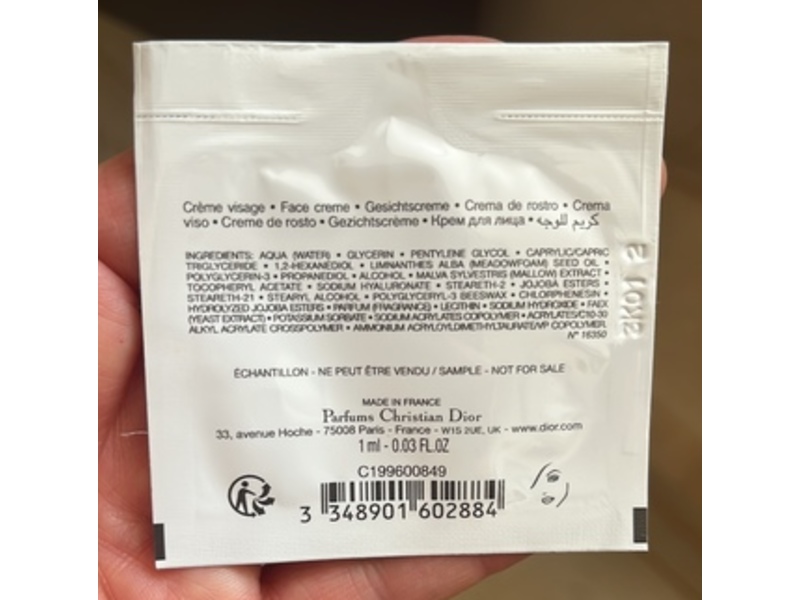 Crème visage • Face creme • Gesichtscreme • Crema de rostro • Crema
viso • Creme de rosto • Gezichtscrème • Крем для лица • كريم للوجه
INGREDIENTS: AQUA (WATER) • GLYCERIN • PENTYLENE GLYCOL • CAPRYLIC/CAPRIC
TRIGLYCERIDE • 1,2-HEXANEDIOL • LIMNANTHES ALBA (MEADOWFOAM) SEED OIL •
POLYGLYCERIN-3 • PROPANEDIOL • ALCOHOL • MALVA SYLVESTRIS (MALLOW) EXTRACT •
TOCOPHERYL ACETATE • SODIUM HYALURONATE • STEARETH-2 • JOJOBA ESTERS •
STEARETH-21 • STEARYL ALCOHOL • POLYGLYCERYL-3 BEESWAX • CHLORPHENESIN •
HYDROLYZED JOJOBA ESTERS • PARFUM (FRAGRANCE) • LECITHIN • SODIUM HYDROXIDE • FAEX
(YEAST EXTRACT) • POTASSIUM SORBATE • SODIUM ACRYLATES COPOLYMER • ACRYLATES/C10-30
ALKYL ACRYLATE CROSSPOLYMER • AMMONIUM ACRYLOYLDIMETHYLTAURATE/VP COPOLYMER.
N° 16350
ÉCHANTILLON - NE PEUT ÊTRE VENDU / SAMPLE - NOT FOR SALE
MADE IN FRANCE
Parfums Christian Dior
33, avenue Hoche - 75008 Paris - France - W1S 2UE, UK - www.dior.com
1 ml - 0.03 FL.OZ
C199600849
3 348901 602884